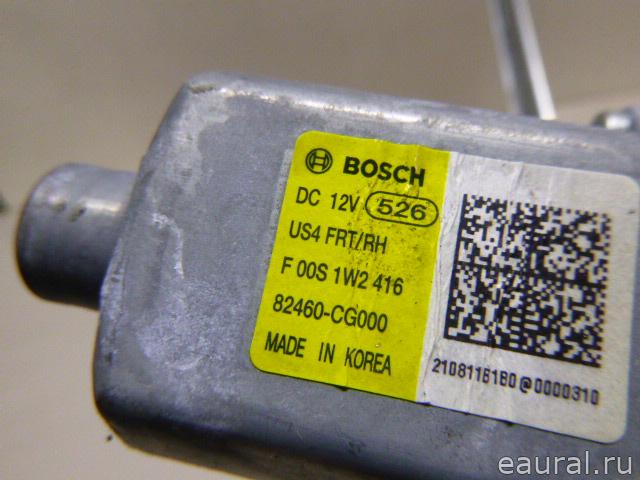 BOSCH
DC 12V 526
US4 FRT/RH
F 00S 1W2 416
82460-CG000
MADE IN KOREA
2108116180@0000310
eaural.ru